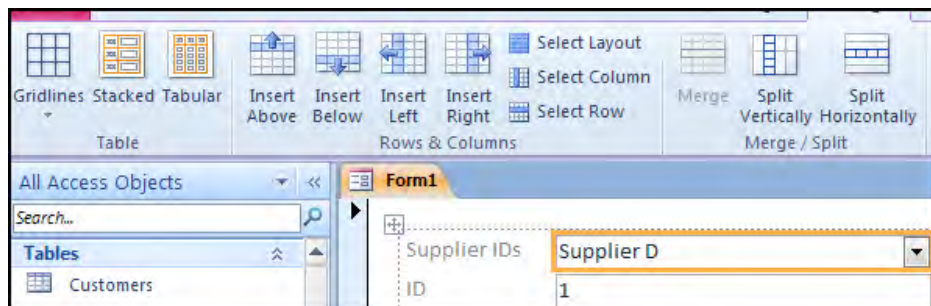 Gridlines Stacked Tabular
Insert Above Insert Below Insert Left Insert Right
Select Layout
Select Column
Select Row
Merge Split Vertically Split Horizontally
Table Rows & Columns Merge / Split
All Access Objects
Form1
Search...
Supplier IDs Supplier D
Tables
Customers
ID 1